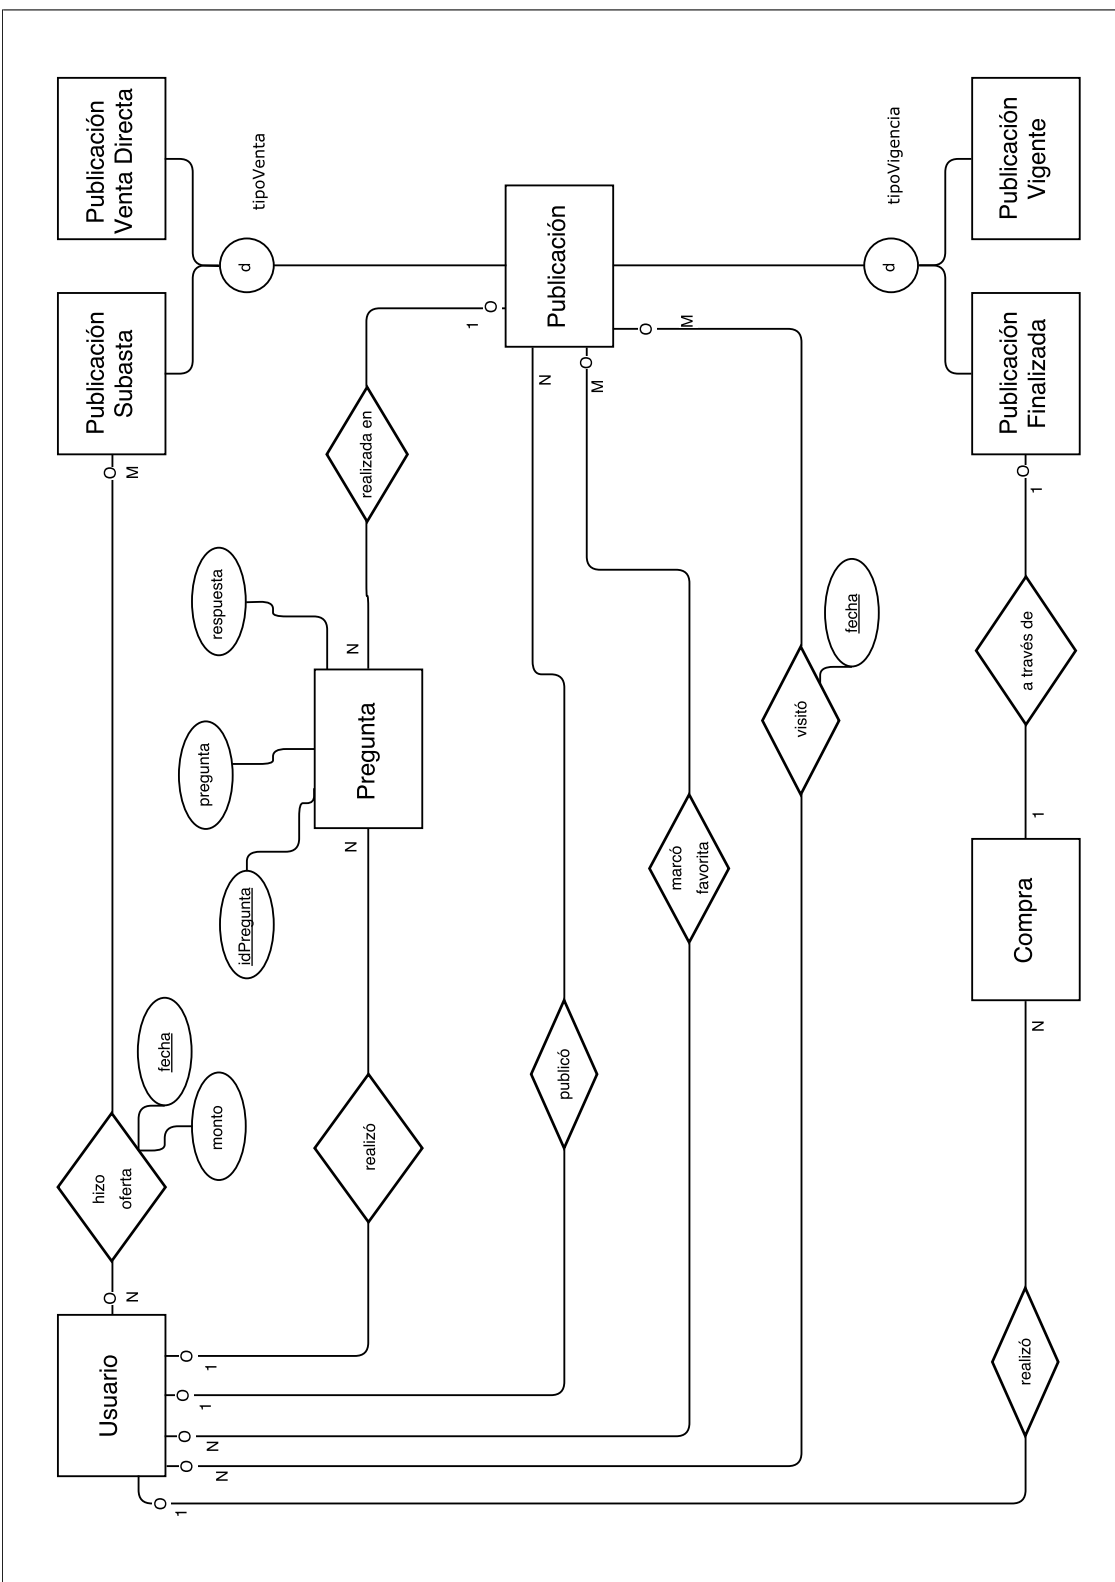 Publicación
Venta Directa
Publicación
Subasta
tipoVenta
d
O
M
hizo
oferta
fecha
monto
O
N
Usuario
respuesta
pregunta
idPregunta
Pregunta
N
N
realizada en
1
O
realizó
O
1
Publicación
N
publicó
O
1
O
M
marcó
favorita
O
N
O
M
visitó
fecha
O
N
tipoVigencia
d
Publicación
Vigente
Publicación
Finalizada
O
1
a través de
1
Compra
N
realizó
O
1